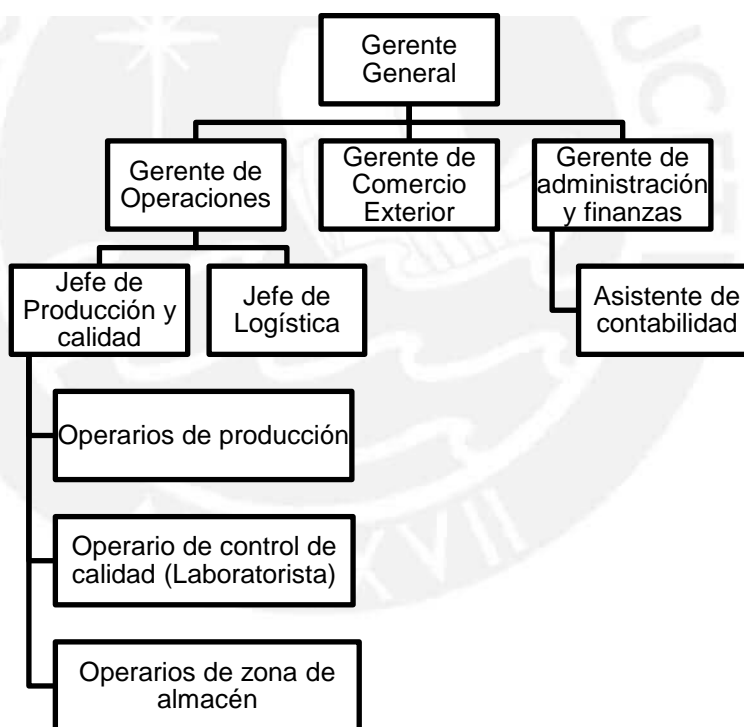 Gerente
General
Gerente de
Operaciones
Gerente de
Comercio
Exterior
Gerente de
administración
y finanzas
Jefe de
Producción y
calidad
Jefe de
Logística
Asistente de
contabilidad
Operarios de producción
Operario de control de
calidad (Laboratorista)
Operarios de zona de
almacén
XVII